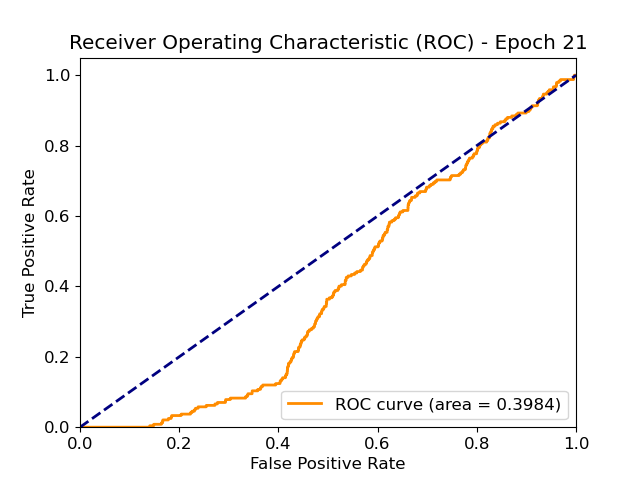 Receiver Operating Characteristic (ROC) - Epoch 21
True Positive Rate
1.0
0.8
0.6
0.4
0.2
0.0
ROC curve (area = 0.3984)
0.0 0.2 0.4 0.6 0.8 1.0
False Positive Rate